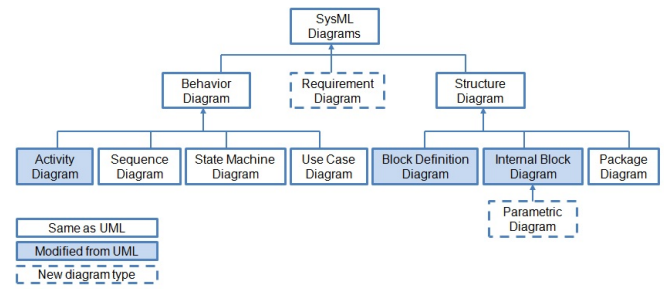 SysML
Diagrams
Behavior
Diagram
Requirement
Diagram
Structure
Diagram
Activity
Diagram
Sequence
Diagram
State Machine
Diagram
Use Case
Diagram
Block Definition
Diagram
Internal Block
Diagram
Package
Diagram
Parametric
Diagram
Same as UML
Modified from UML
New diagram type